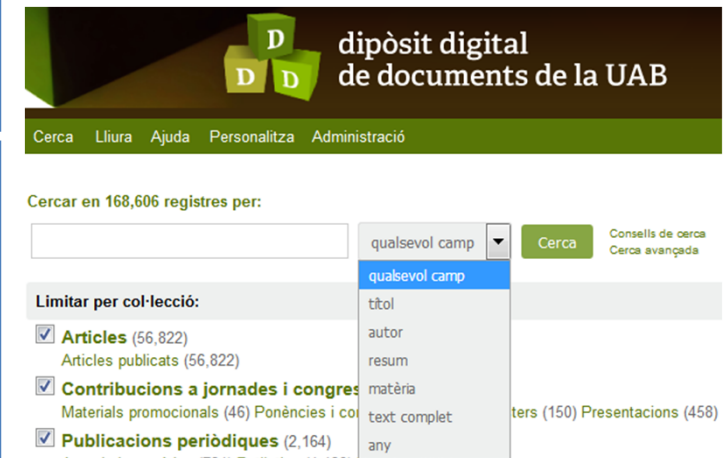 D
D D
dipòsit digital
de documents de la UAB
Cerca Lliura Ajuda Personalitza Administració
Cercar en 168,606 registres per:
qualsevol camp Cerca Consells de cerca
Cerca avançada
qualsevol camp
títol
autor
resum
matèria
text complet
any
Limitar per col·lecció:
Articles (56,822)
Articles publicats (56,822)
Contribucions a jornades i congres
Materials promocionals (46) Ponències i co ters (150) Presentacions (458)
Publicacions periòdiques (2,164)